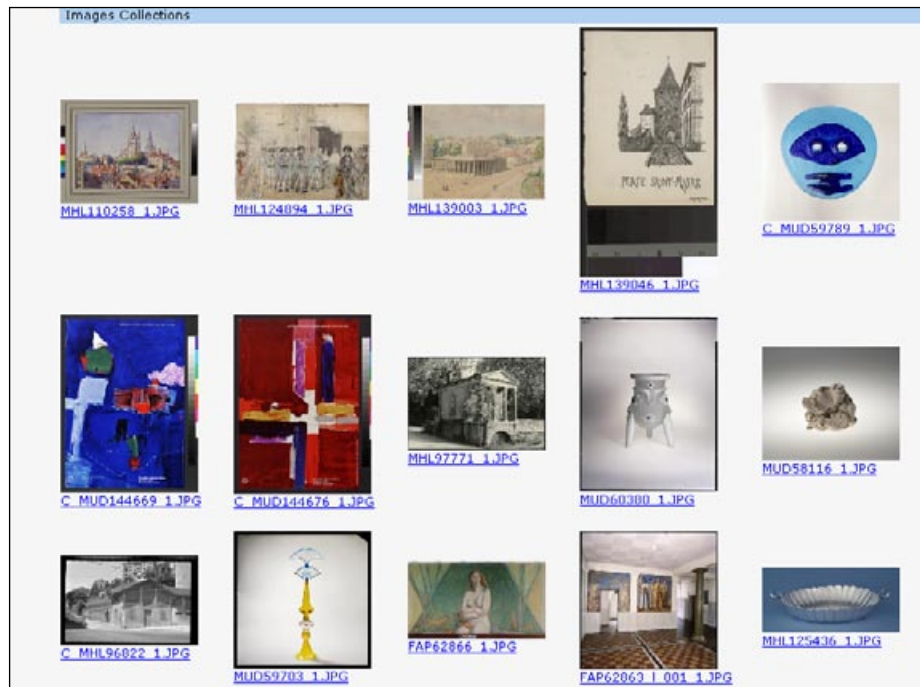 Images Collections
MHL110258_1.JPG
MHL124894_1.JPG
MHL139003_1.JPG
PORTE SAINT-MAIRE
MHL139046_1.JPG
C_MUD59789_1.JPG
C_MUD144669_1.JPG
C_MUD144676_1.JPG
MHL97771_1.JPG
MUD60380_1.JPG
MUD58116_1.JPG
C_MHL96822_1.JPG
MUD59703_1.JPG
FAP62866_1.JPG
FAP62863_I_001_1.JPG
MHL125436_1.JPG